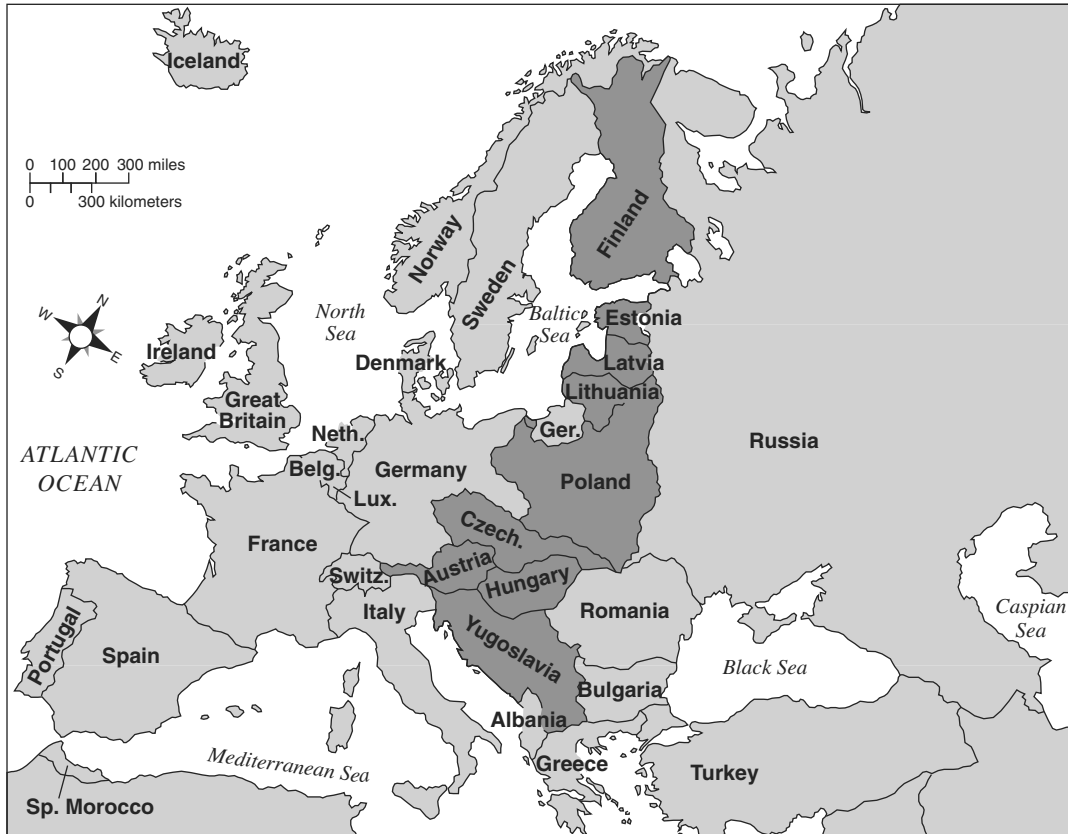 Iceland
0 100 200 300 miles
0 300 kilometers
N
W
E
S
Norway
Sweden
Finland
North
Sea
Baltic
Sea
Estonia
Latvia
Lithuania
Ireland
Denmark
Great
Britain
Neth.
Ger.
Russia
ATLANTIC
OCEAN
Belg.
Germany
Poland
Lux.
France
Czech.
Switz.
Austria
Hungary
Italy
Romania
Caspian
Sea
Portugal
Spain
Yugoslavia
Black Sea
Bulgaria
Albania
Mediterranean Sea
Greece
Turkey
Sp. Morocco